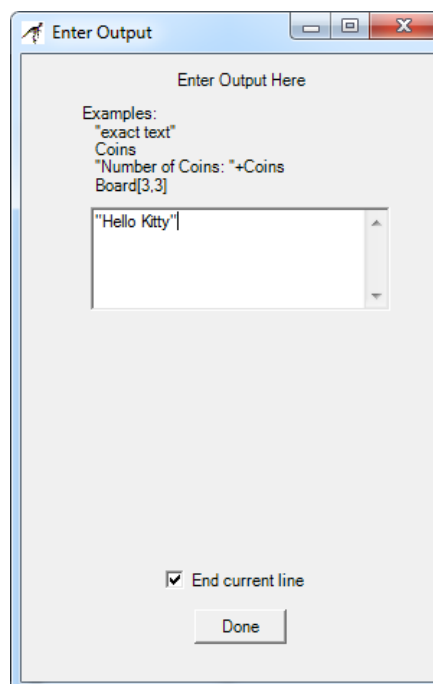 Enter Output
Enter Output Here
Examples:
"exact text"
Coins
"Number of Coins: "+Coins
Board[3,3]
"Hello Kitty"
End current line
Done